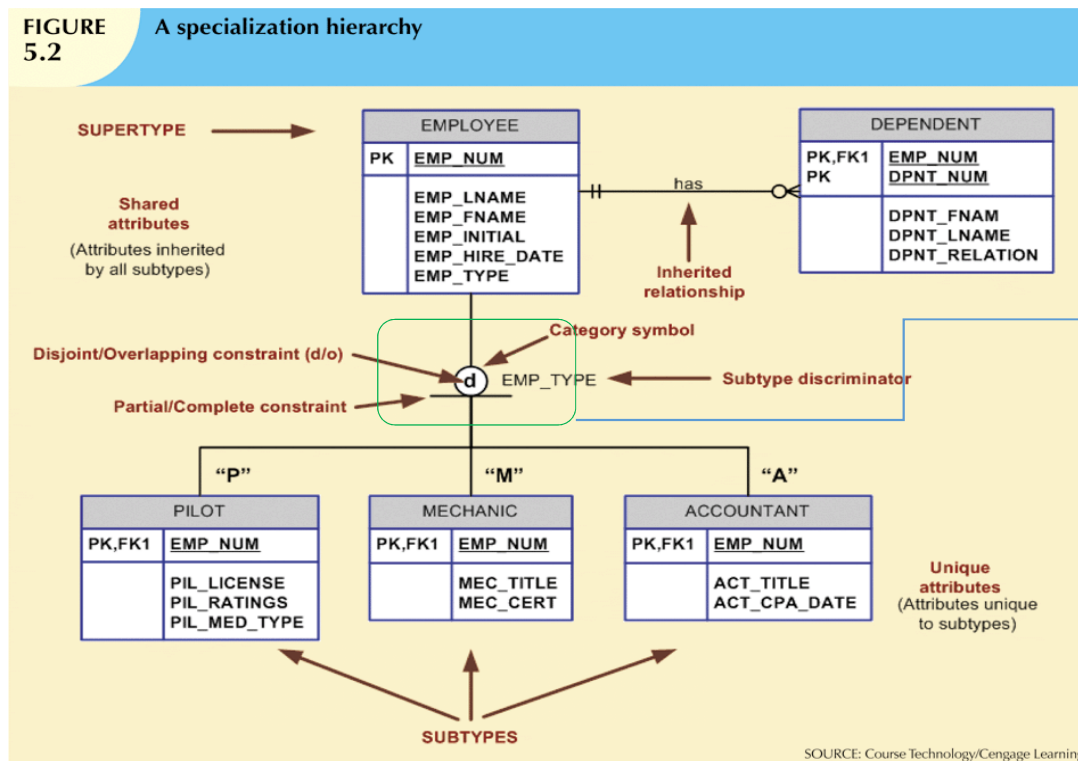 FIGURE
5.2
A specialization hierarchy
SUPERTYPE
EMPLOYEE
PK EMP_NUM
EMP_LNAME
EMP_FNAME
EMP_INITIAL
EMP_HIRE_DATE
EMP_TYPE
DEPENDENT
PK,FK1 EMP_NUM
PK DPNT_NUM
DPNT_FNAM
DPNT_LNAME
DPNT_RELATION
has
Shared
attributes
(Attributes inherited
by all subtypes)
Inherited
relationship
Category symbol
Disjoint/Overlapping constraint (d/o)
d
EMP_TYPE
Subtype discriminator
Partial/Complete constraint
“P”
“M”
“A”
PILOT
PK,FK1 EMP_NUM
PIL_LICENSE
PIL_RATINGS
PIL_MED_TYPE
MECHANIC
PK,FK1 EMP_NUM
MEC_TITLE
MEC_CERT
ACCOUNTANT
PK,FK1 EMP_NUM
ACT_TITLE
ACT_CPA_DATE
Unique
attributes
(Attributes unique
to subtypes)
SUBTYPES
SOURCE: Course Technology/Cengage Learning